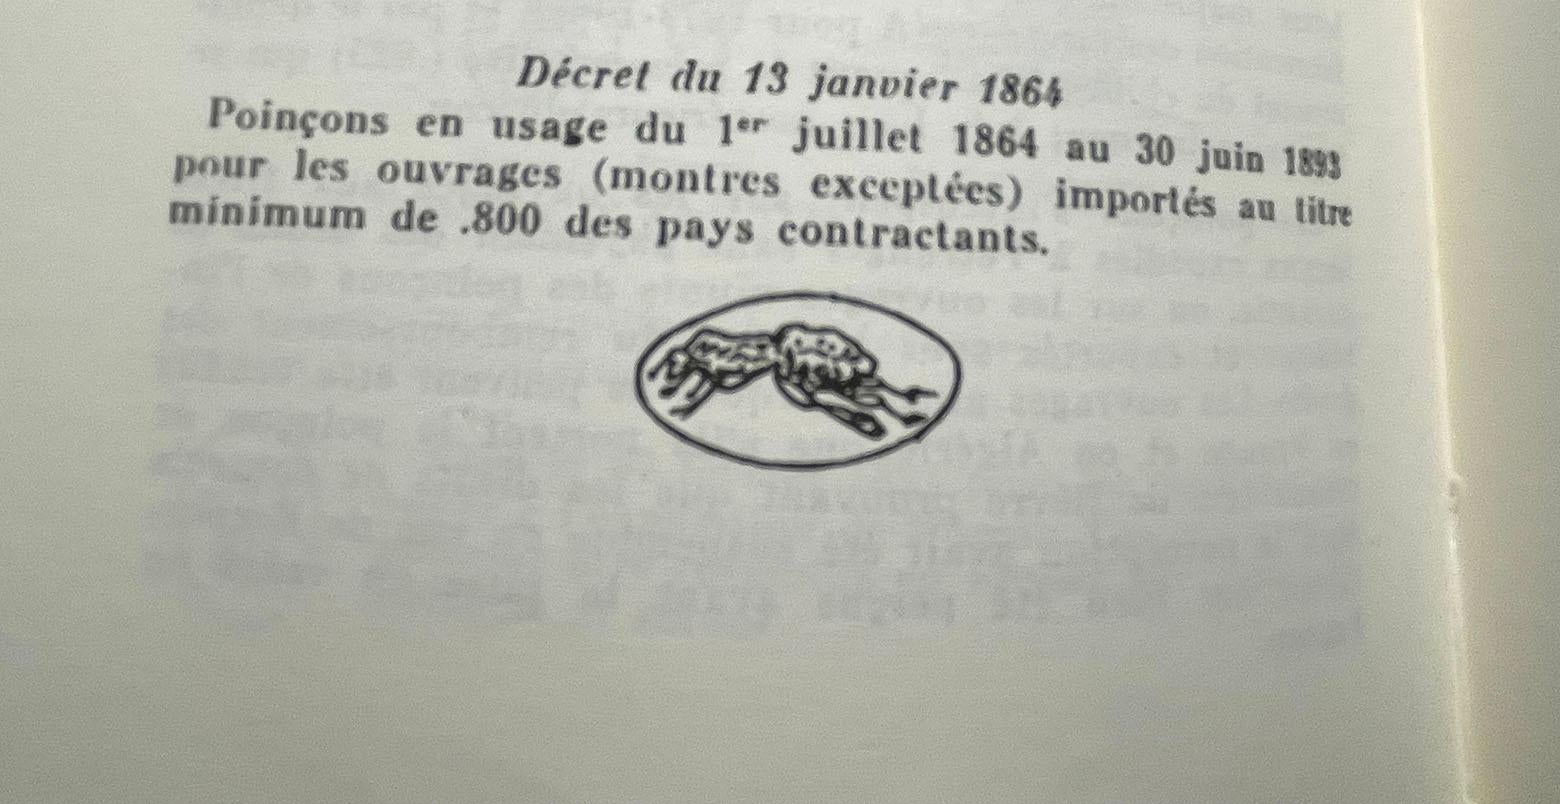 Décret du 13 janvier 1864
Poinçons en usage du 1er juillet 1864 au 30 juin 1893
pour les ouvrages (montres exceptées) importés au titre
minimum de .800 des pays contractants.